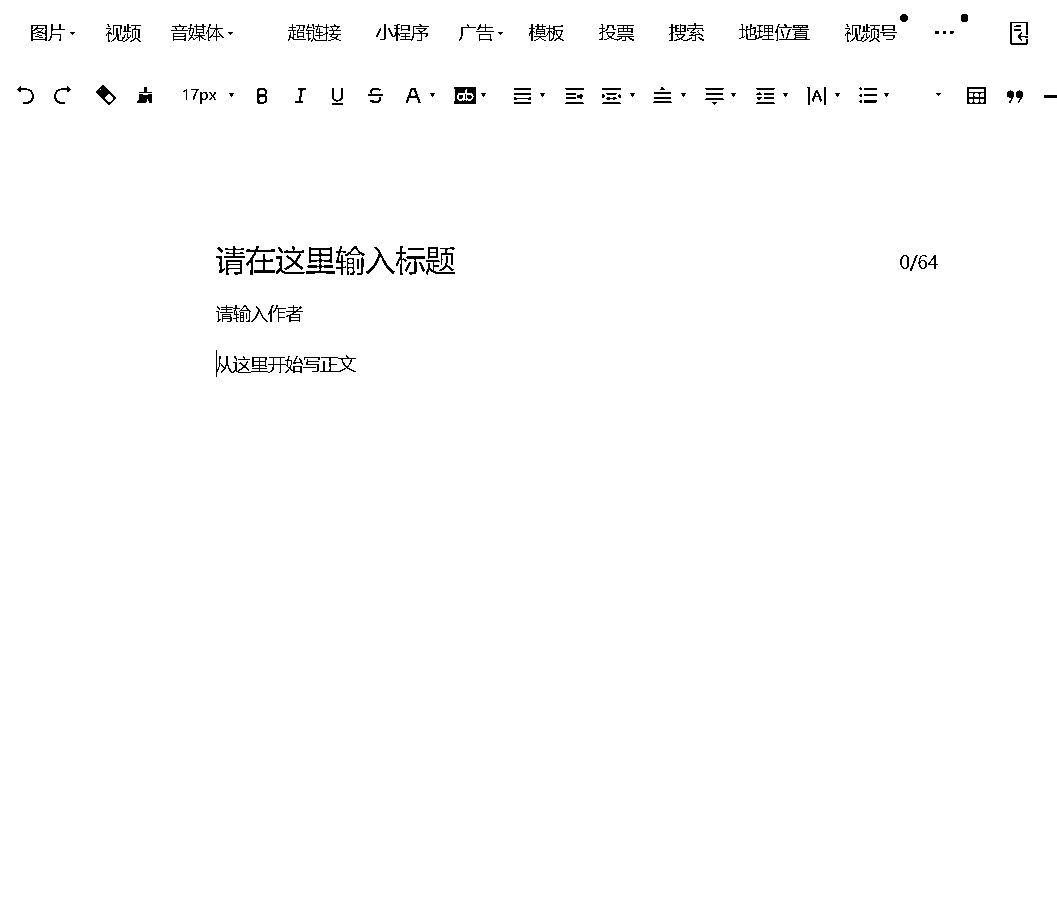 图片 视频 音媒体 超链接 小程序 广告 模板 投票 搜索 地理位置 视频号 ···
17px B I U S A ab |A|
请在这里输入标题 0/64
请输入作者
从这里开始写正文